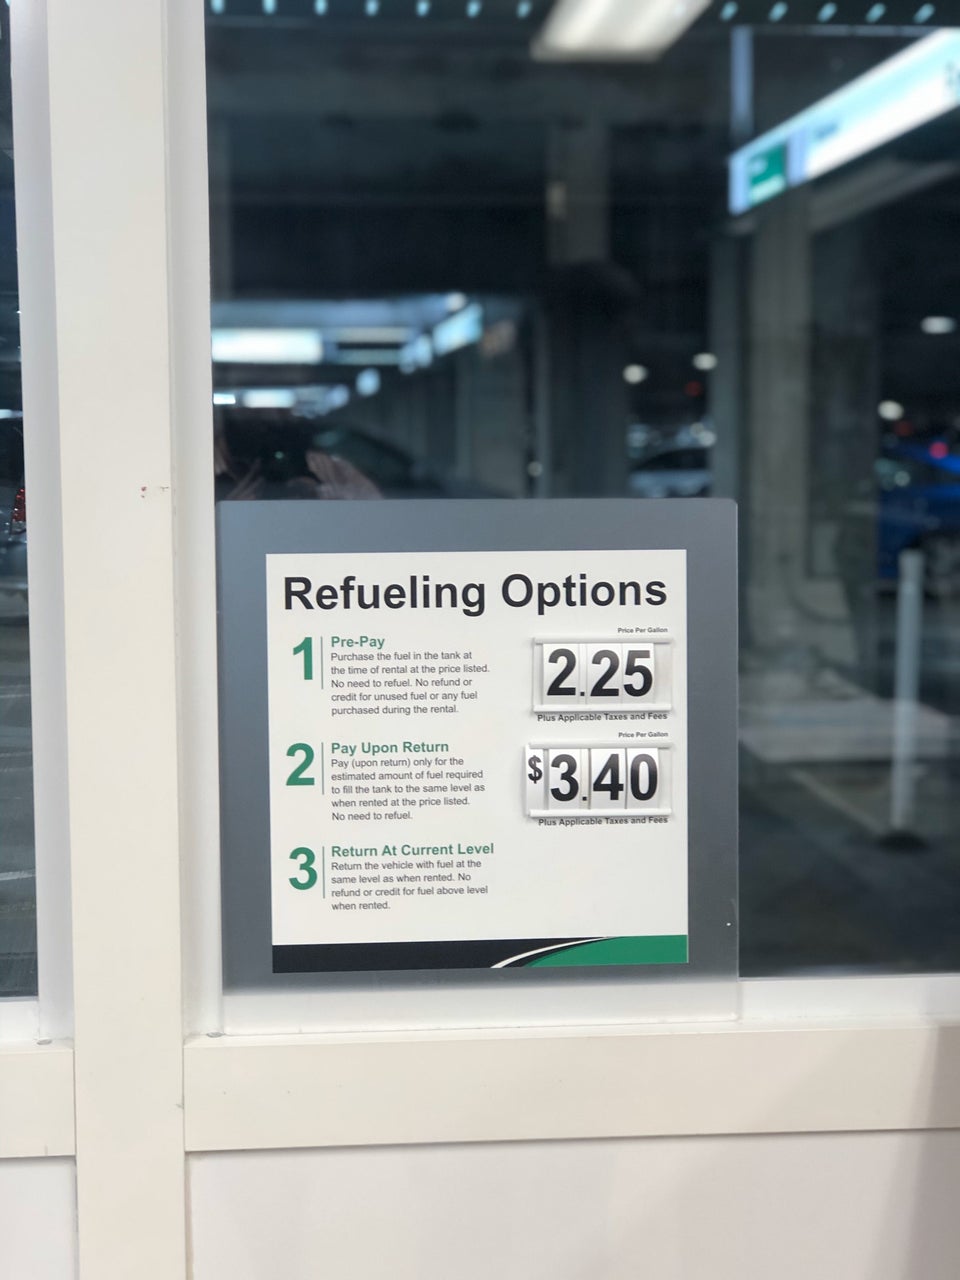 Refueling Options
1
Pre-Pay
Purchase the fuel in the tank at
the time of rental at the price listed.
No need to refuel. No refund or
credit for unused fuel or any fuel
purchased during the rental.
Price Per Gallon
2.25
Plus Applicable Taxes and Fees
2
Pay Upon Return
Pay (upon return) only for the
estimated amount of fuel required
to fill the tank to the same level as
when rented at the price listed.
No need to refuel.
Price Per Gallon
$3.40
Plus Applicable Taxes and Fees
3
Return At Current Level
Return the vehicle with fuel at the
same level as when rented. No
refund or credit for fuel above level
when rented.